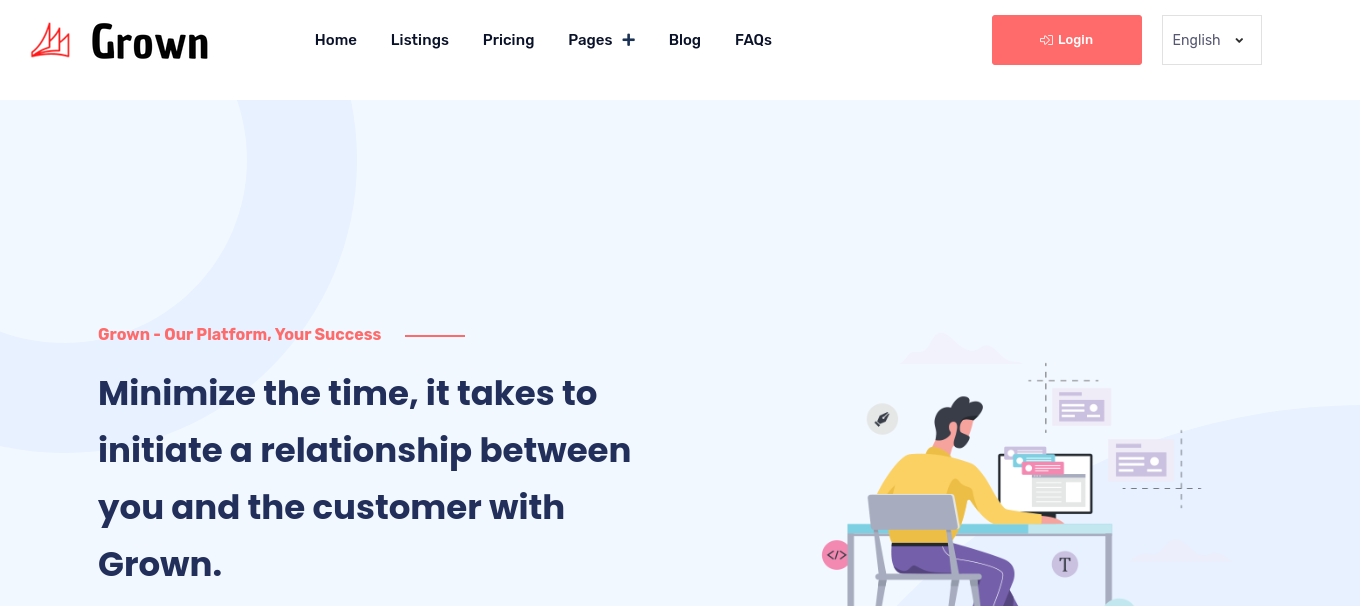 Grown
Home Listings Pricing Pages + Blog FAQs
Login
English
Grown - Our Platform, Your Success
Minimize the time, it takes to
initiate a relationship between
you and the customer with
Grown.
</>
T